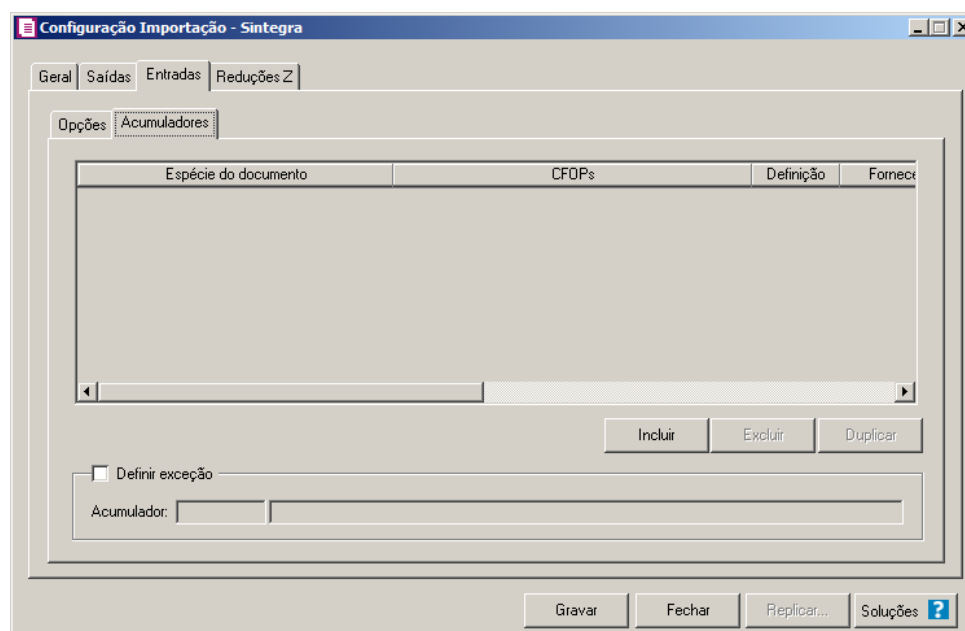 Configuração Importação - Sintegra
Geral Saídas Entradas Reduções Z
Opções Acumuladores
Espécie do documento CFOPs Definição Fornece
Incluir Excluir Duplicar
Definir exceção
Acumulador:
Gravar Fechar Replicar... Soluções ?